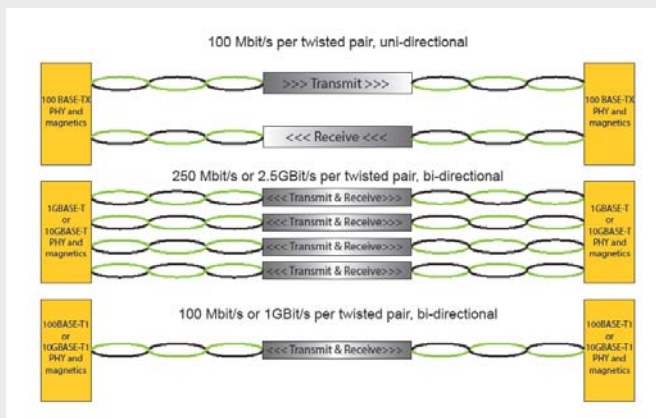 100 Mbit/s per twisted pair, uni-directional
100 BASE-TX
PHY and
magnetics
>>> Transmit >>>
<<< Receive <<<
100 BASE-TX
PHY and
magnetics
250 Mbit/s or 2.5GBit/s per twisted pair, bi-directional
1GBASE-T
or
10GBASE-T
PHY and
magnetics
<<< Transmit & Receive>>>
<<< Transmit & Receive>>>
<<< Transmit & Receive>>>
<<< Transmit & Receive>>>
1GBASE-T
or
10GBASE-T
PHY and
magnetics
100 Mbit/s or 1GBit/s per twisted pair, bi-directional
100BASE-T1
or
10GBASE-T1
PHY and
magnetics
<<< Transmit & Receive>>>
100BASE-T1
or
10GBASE-T1
PHY and
magnetics